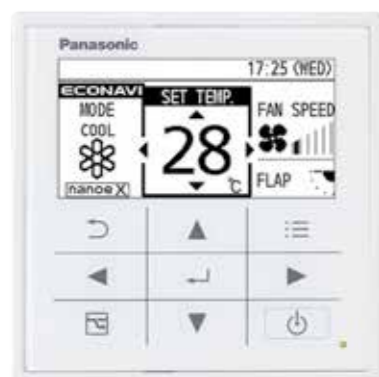 Panasonic
17:25 (WED)
ECONAVI
MODE
COOL
nanoe X
SET TEMP.
28
℃
FAN SPEED
FLAP